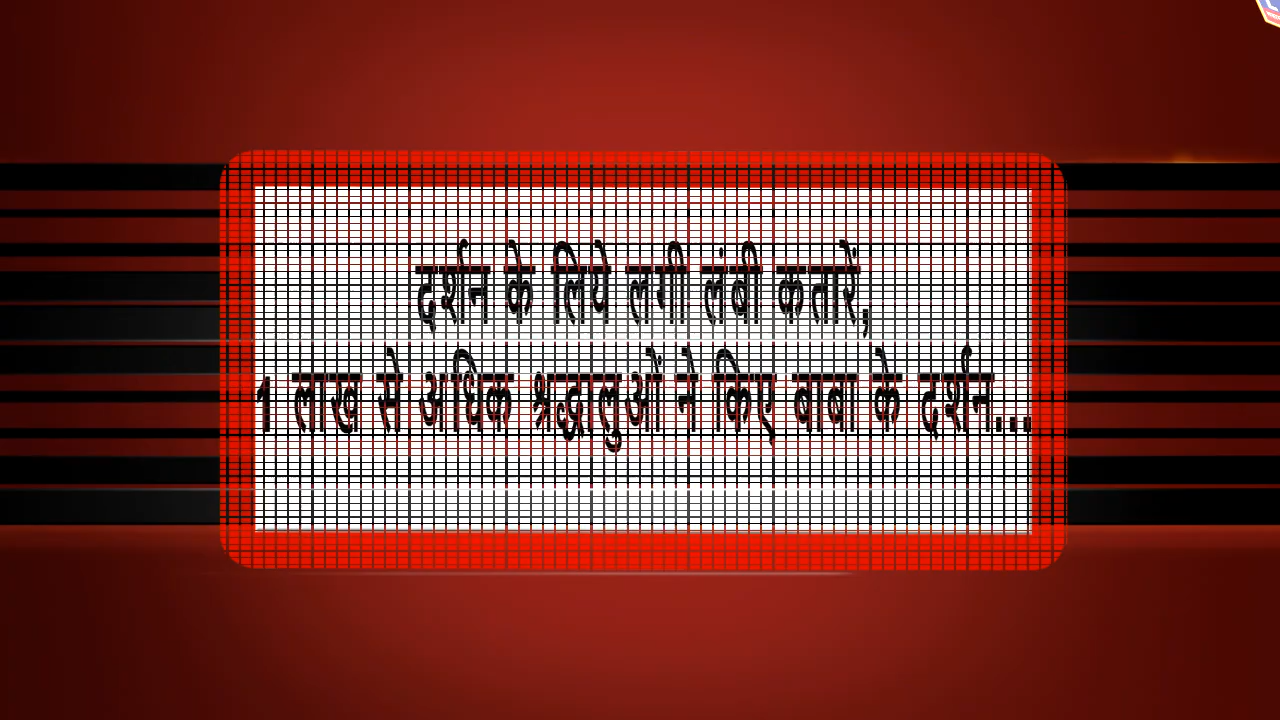 दर्शन के लिये लगी लंबी कतारें,
1 लाख से अधिक श्रद्धालुओं ने किए बाबा के दर्शन...